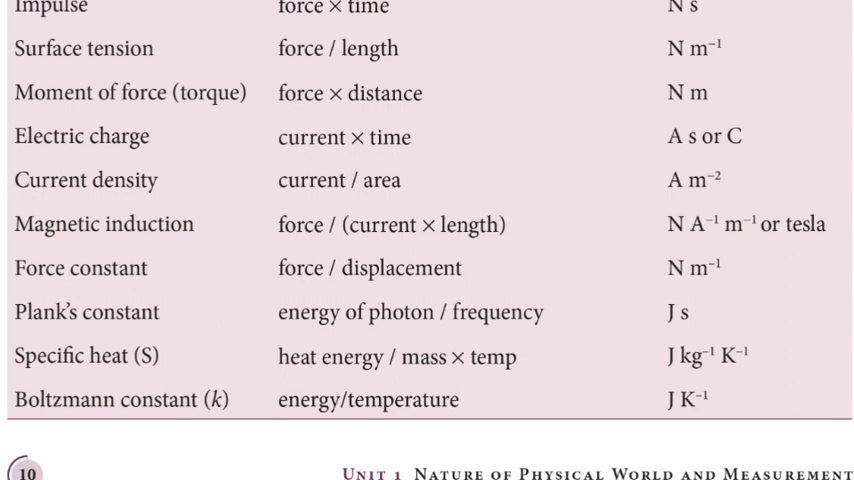 Impulse force × time N s
Surface tension force / length N m⁻¹
Moment of force (torque) force × distance N m
Electric charge current × time A s or C
Current density current / area A m⁻²
Magnetic induction force / (current × length) N A⁻¹ m⁻¹ or tesla
Force constant force / displacement N m⁻¹
Plank's constant energy of photon / frequency J s
Specific heat (S) heat energy / mass × temp J kg⁻¹ K⁻¹
Boltzmann constant (k) energy/temperature J K⁻¹
10 Unit 1 Nature of Physical World and Measurement